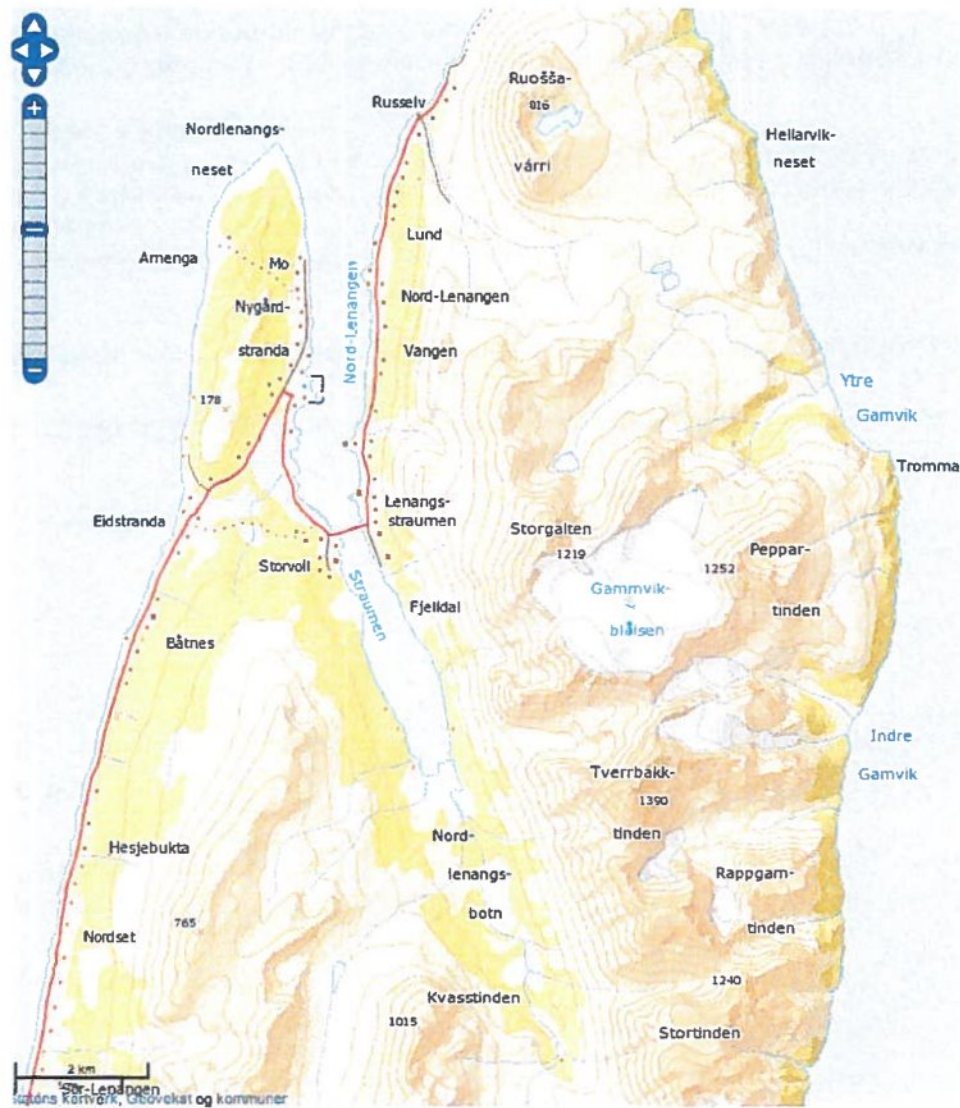 Ruošša-
Russelv
816
Nordlenangs-
Hellarvik-
neset
neset
várri
Lund
Arnenga
Mo
Nord-Lenangen
Nord-Lenangen
Nygård-
stranda
Vangen
Ytre
178
Gamvik
Tromma
Lenangs-
straumen
Eidstranda
Storgalten
1219
Peppar-
1252
Storvoll
Straumen
Gammvik-
Fjelldal
tinden
blåisen
Båtnes
Indre
Tverrbakk-
Gamvik
1390
Nord-
tinden
Hesjebukta
lenangs-
Rappgam-
botn
765
tinden
Nordset
1240
Kvasstinden
1015
Stortinden
2 km
Sør-Lenangen
Statens kartverk, Geovekst og kommuner